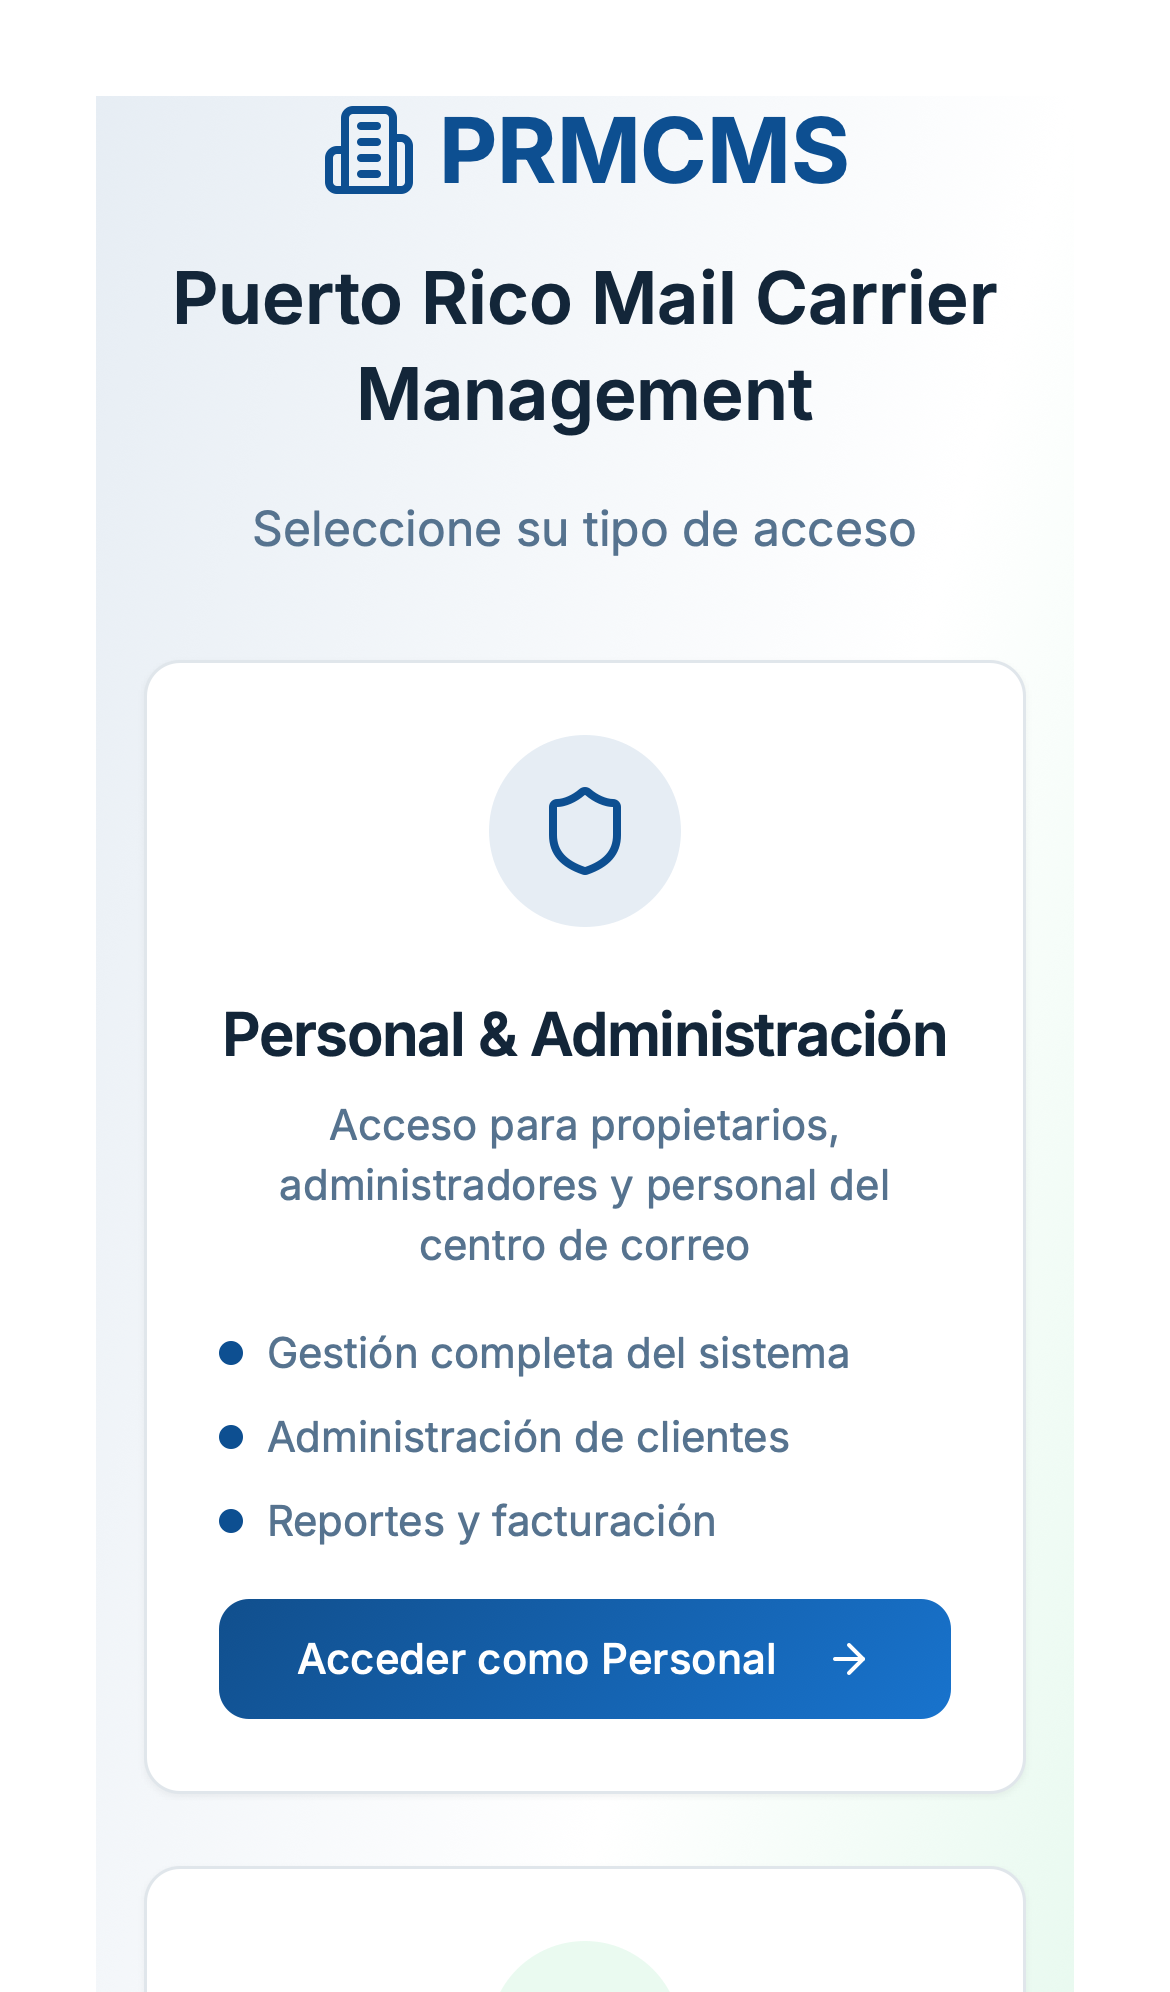 PRMCMS
Puerto Rico Mail Carrier
Management
Seleccione su tipo de acceso
Personal & Administración
Acceso para propietarios,
administradores y personal del
centro de correo
Gestión completa del sistema
Administración de clientes
Reportes y facturación
Acceder como Personal